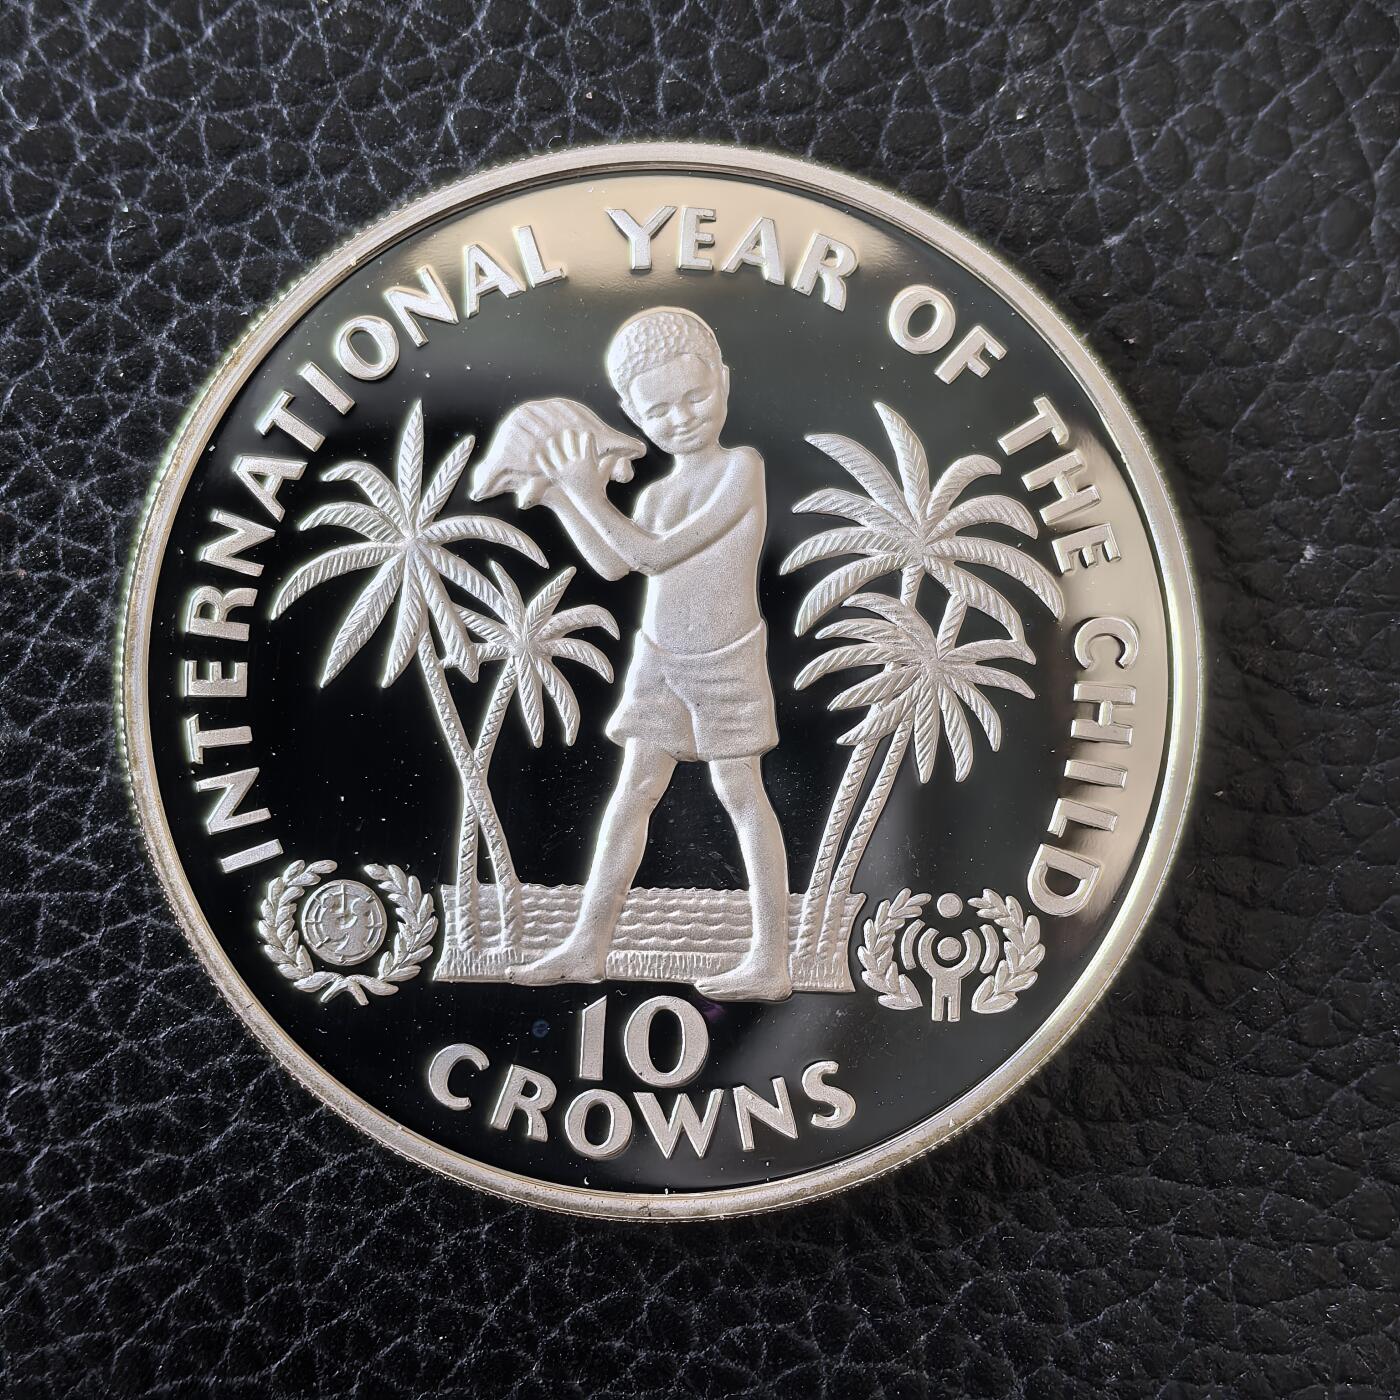 INTERNATIONAL YEAR OF THE CHILD
10
CROWNS